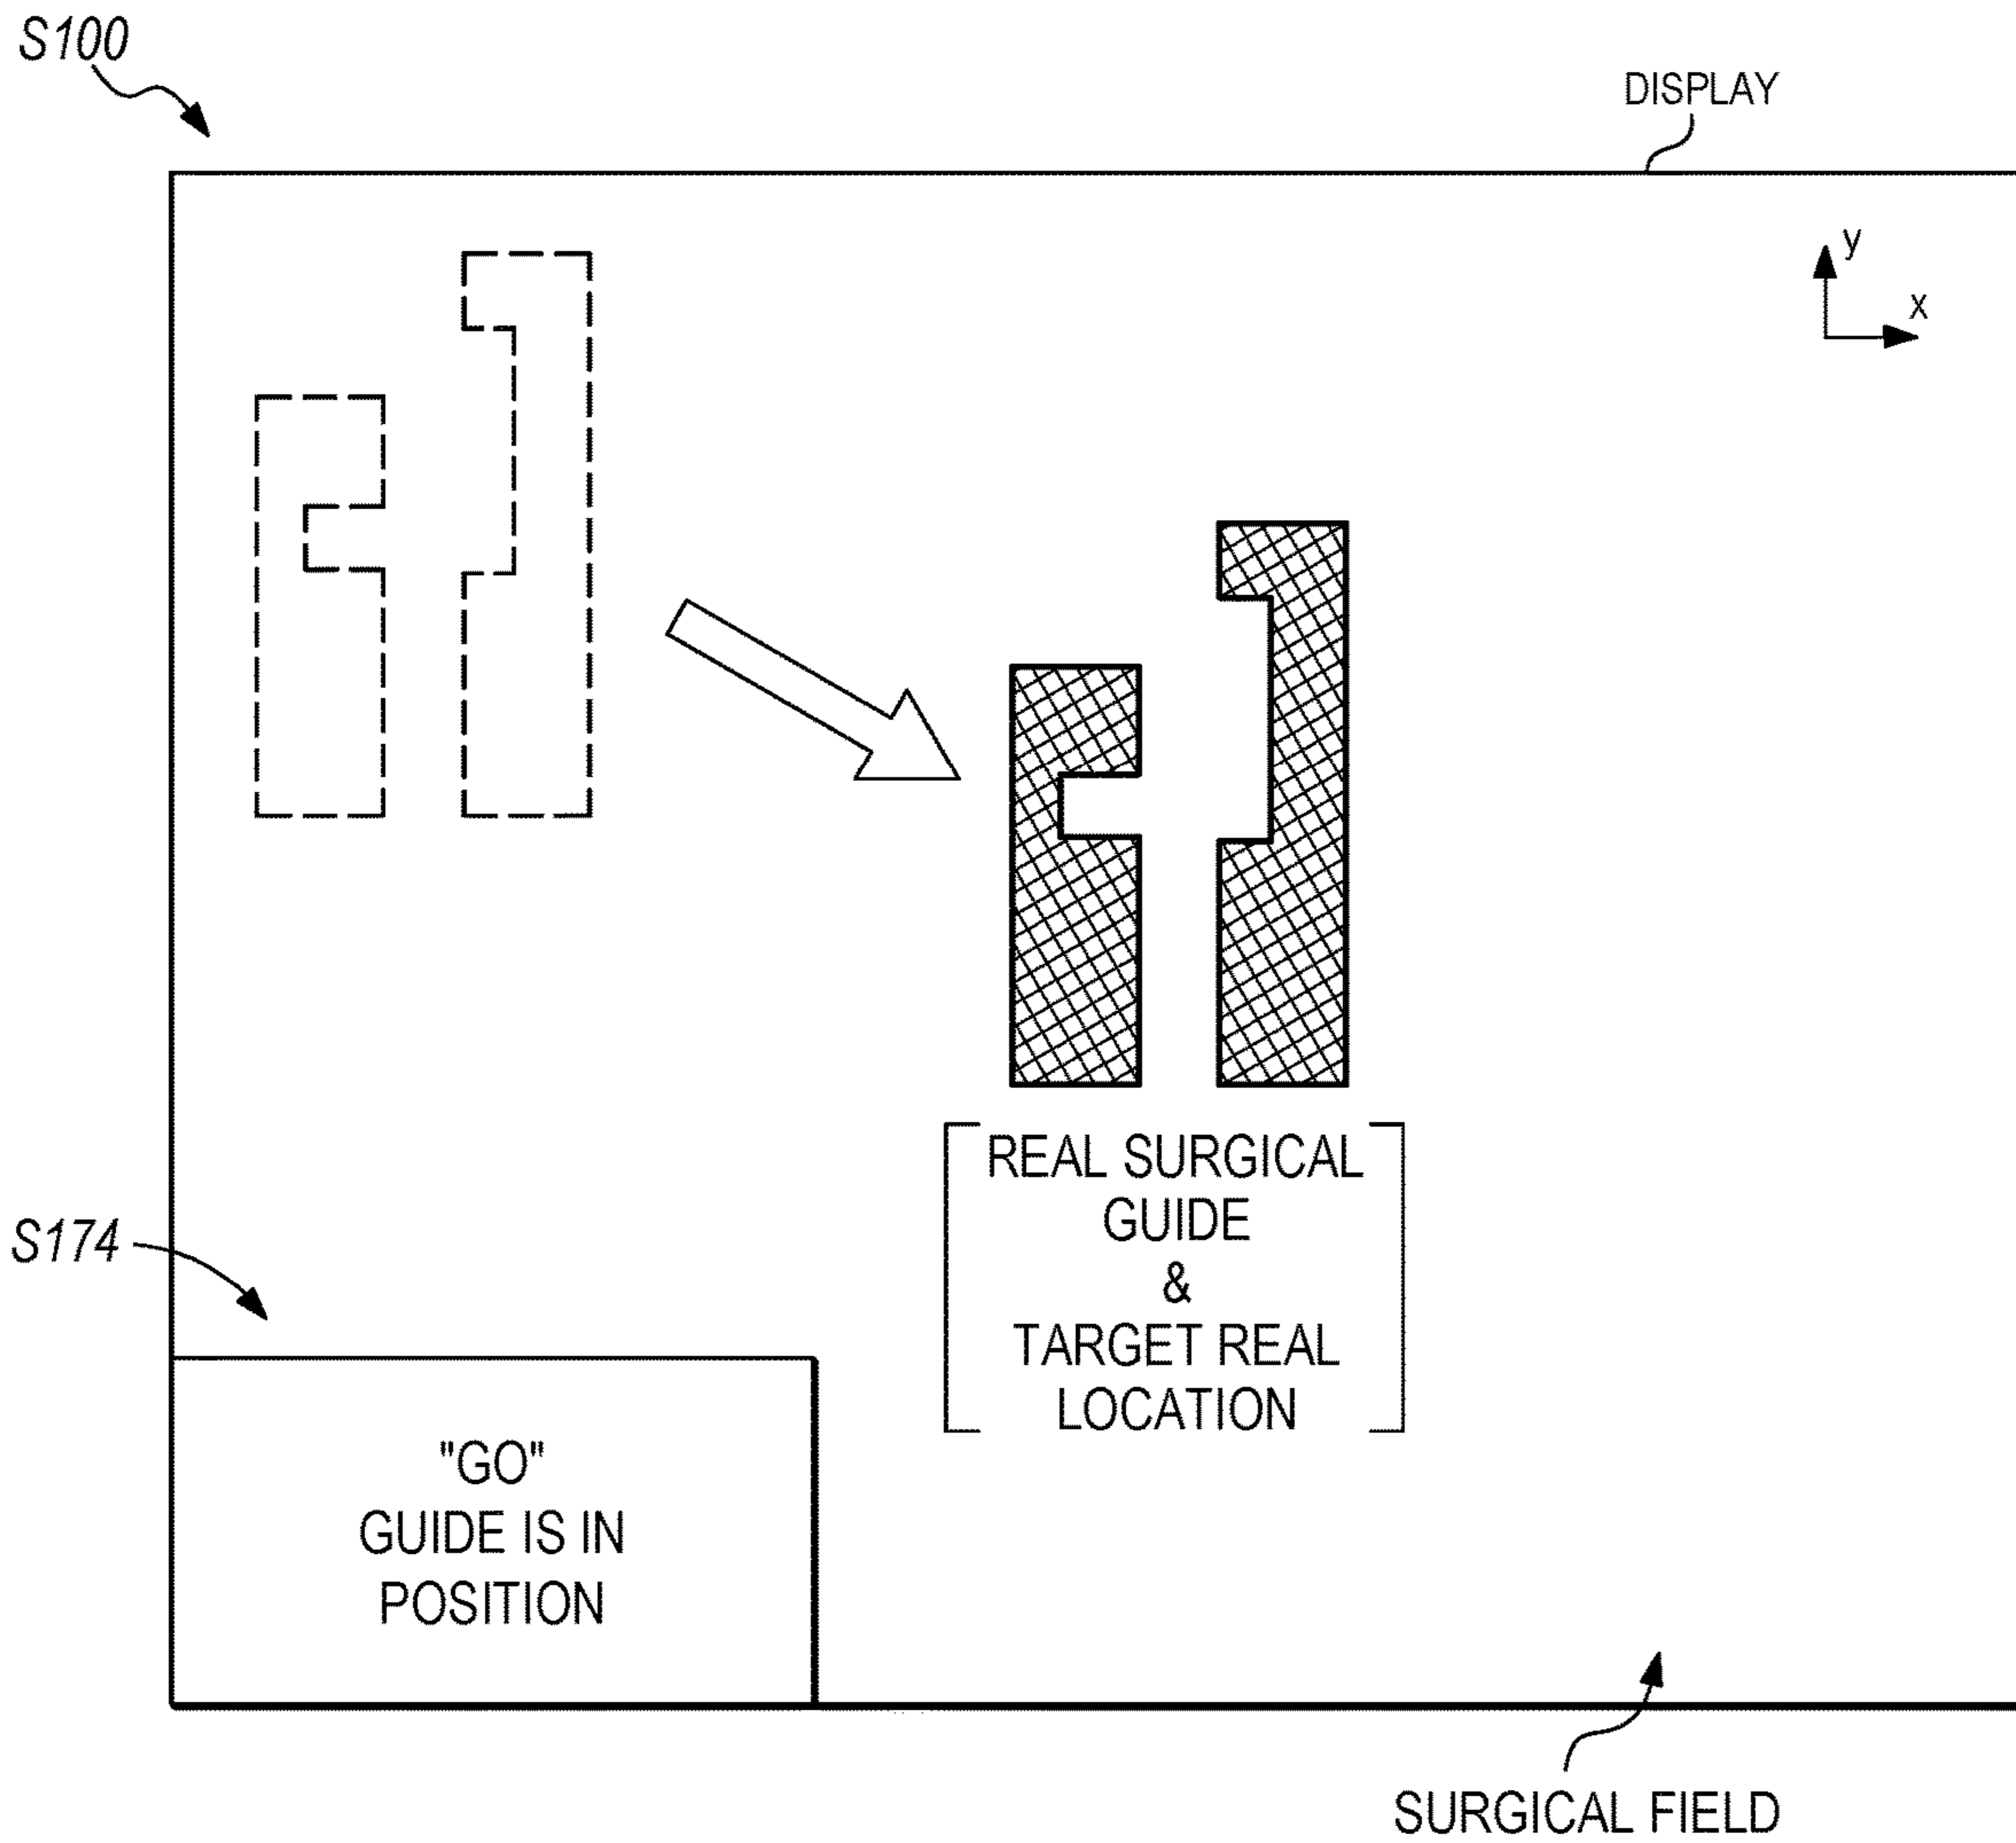 S100
DISPLAY
y
x
REAL SURGICAL
GUIDE
&
TARGET REAL
LOCATION
S174
"GO"
GUIDE IS IN
POSITION
SURGICAL FIELD